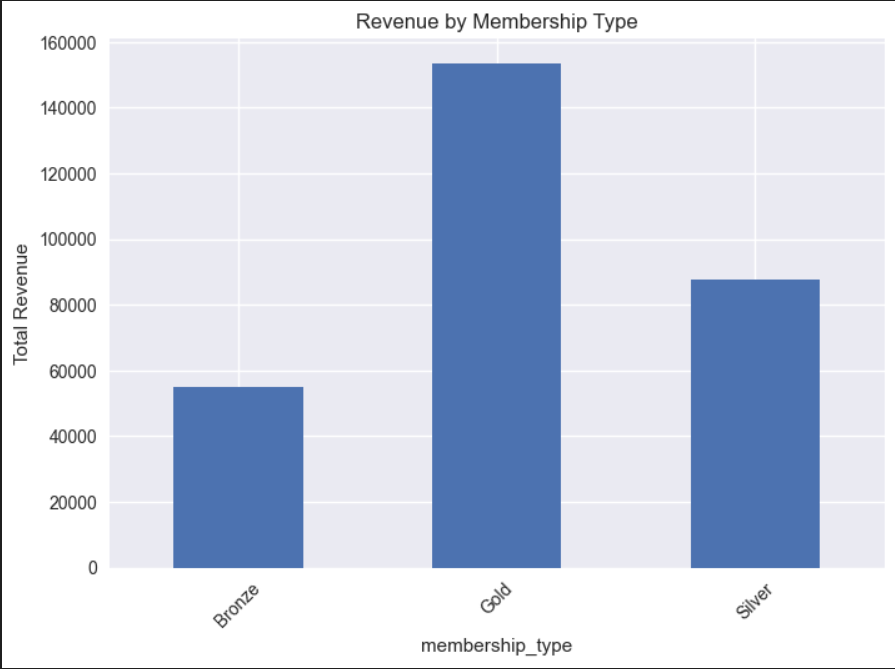 Revenue by Membership Type
160000
140000
120000
100000
80000
60000
40000
20000
0
Total Revenue
Bronze
Gold
Silver
membership_type